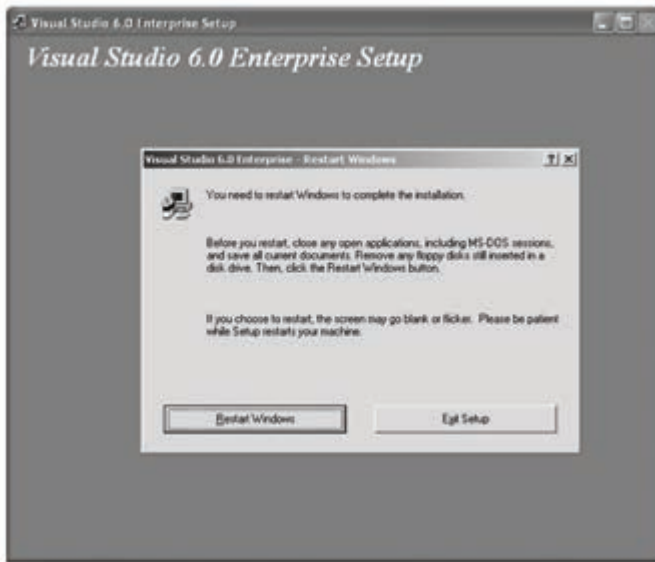 Visual Studio 6.0 Enterprise Setup
Visual Studio 6.0 Enterprise Setup
Visual Studio 6.0 Enterprise - Restart Windows
You need to restart Windows to complete the installation.
Before you restart, close any open applications, including MS-DOS sessions,
and save all current documents. Remove any floppy disks still inserted in a
disk drive. Then, click the Restart Windows button.
If you choose to restart, the screen may go blank or flicker. Please be patient
while Setup restarts your machine.
Restart Windows Exit Setup